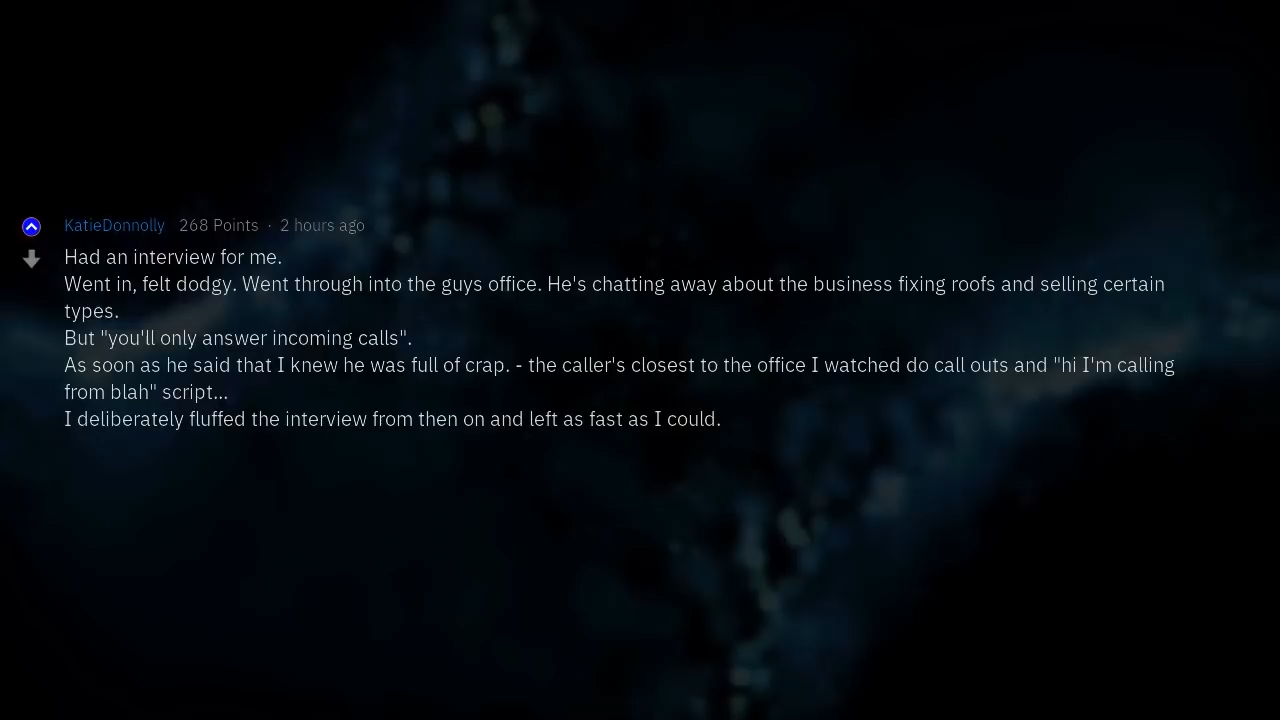 KatieDonnolly 268 Points · 2 hours ago
Had an interview for me.
Went in, felt dodgy. Went through into the guys office. He's chatting away about the business fixing roofs and selling certain
types.
But "you'll only answer incoming calls".
As soon as he said that I knew he was full of crap. - the caller's closest to the office I watched do call outs and "hi I'm calling
from blah" script...
I deliberately fluffed the interview from then on and left as fast as I could.